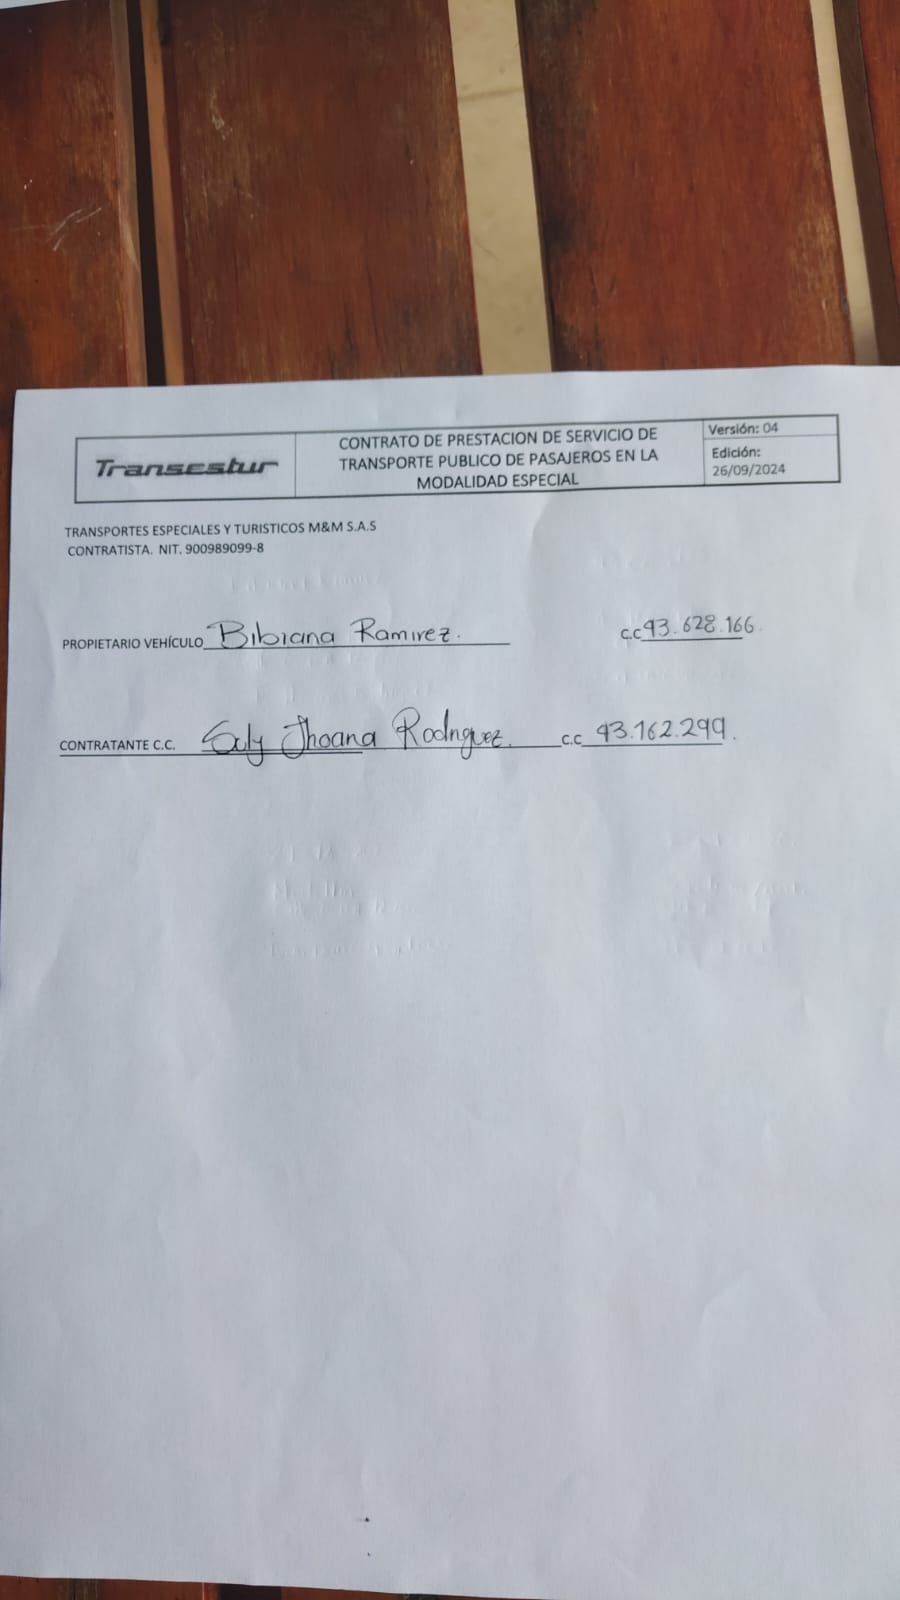 Transestur
CONTRATO DE PRESTACION DE SERVICIO DE
TRANSPORTE PUBLICO DE PASAJEROS EN LA
MODALIDAD ESPECIAL
Versión: 04
Edición:
26/09/2024
TRANSPORTES ESPECIALES Y TURISTICOS M&M S.A.S
CONTRATISTA. NIT. 900989099-8
PROPIETARIO VEHÍCULO Bibiana Ramirez. C.C 43.628.166.
CONTRATANTE C.C. Jhoana Rodriguez. C.C 43.162.299.